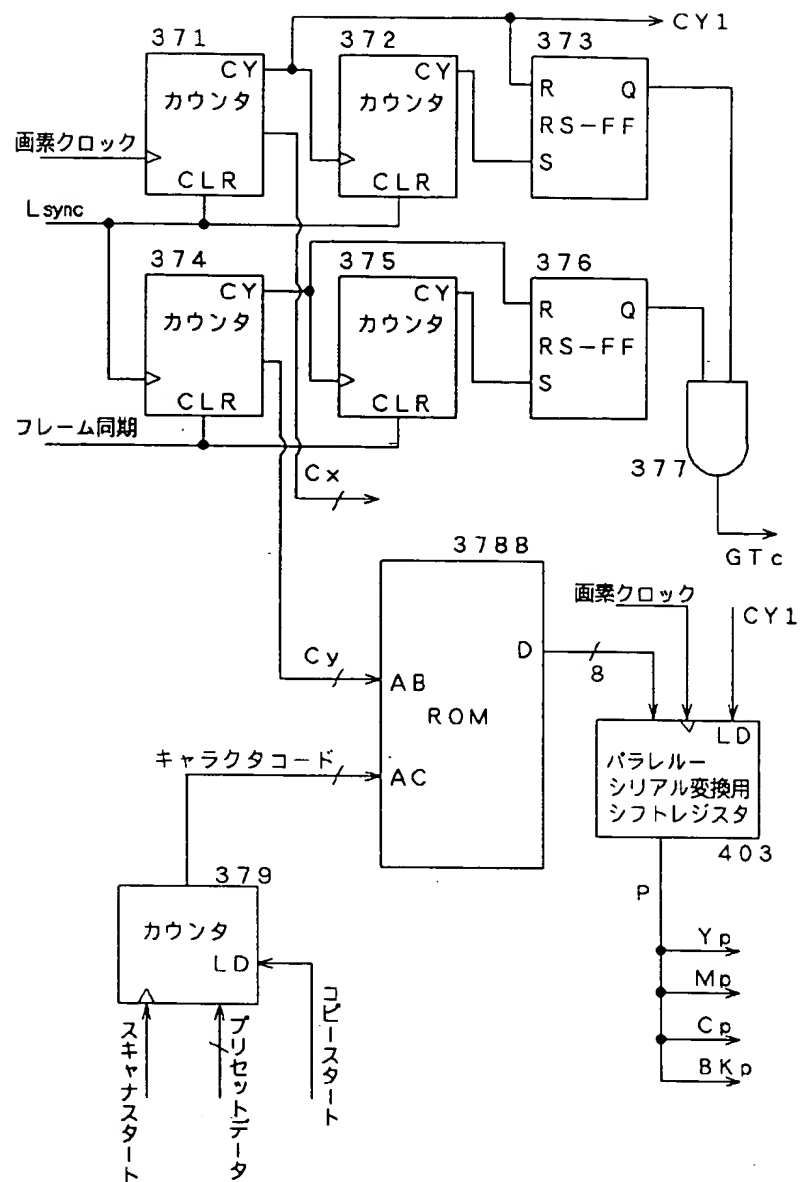 371
372
373
CY1
CY
カウンタ
CLR
CY
カウンタ
CLR
R Q
RS-FF
S
画素クロック
Lsync
374
375
376
CY
カウンタ
CLR
CY
カウンタ
CLR
R Q
RS-FF
S
フレーム同期
377
GTc
Cx
378B
Cy
AB
ROM
D
AC
8
画素クロック
CY1
LD
パラレル−
シリアル変換用
シフトレジスタ
403
キャラクタコード
379
カウンタ
LD
スキャナスタート
プリセットデータ
コピースタート
P
Yp
Mp
Cp
BKp